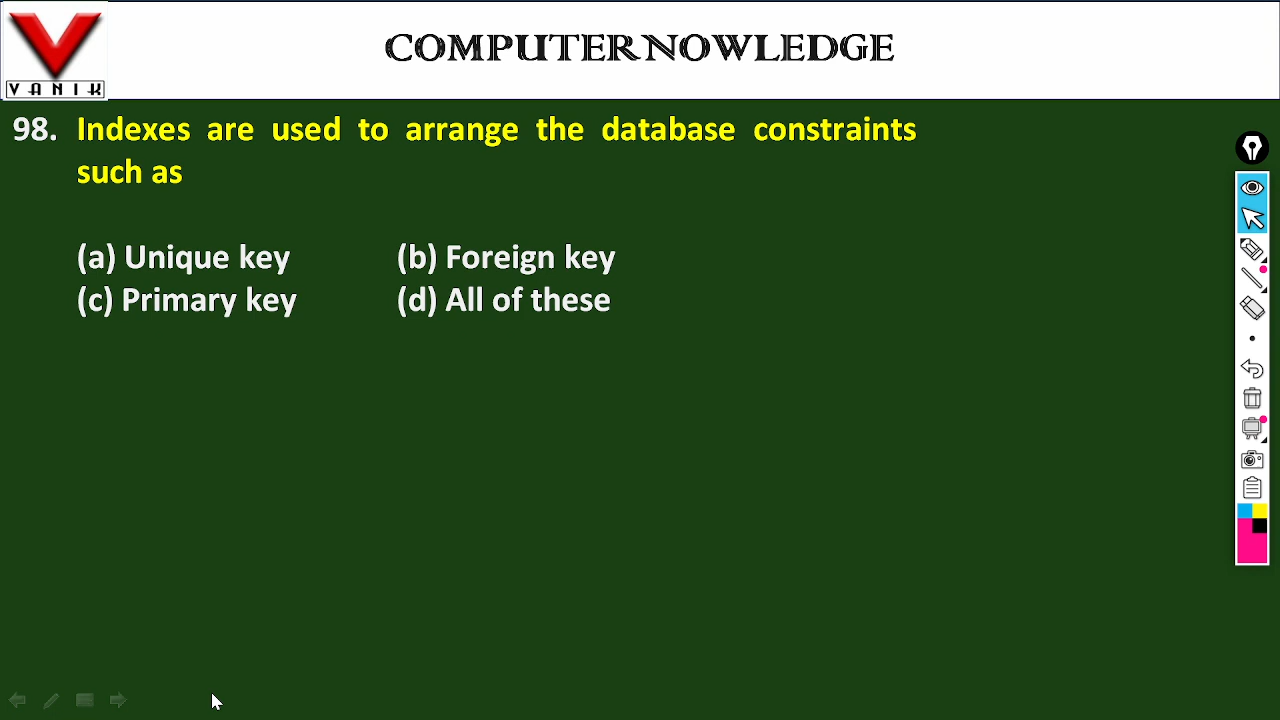 VANIK
COMPUTER NOWLEDGE
98. Indexes are used to arrange the database constraints
such as
(a) Unique key (b) Foreign key
(c) Primary key (d) All of these